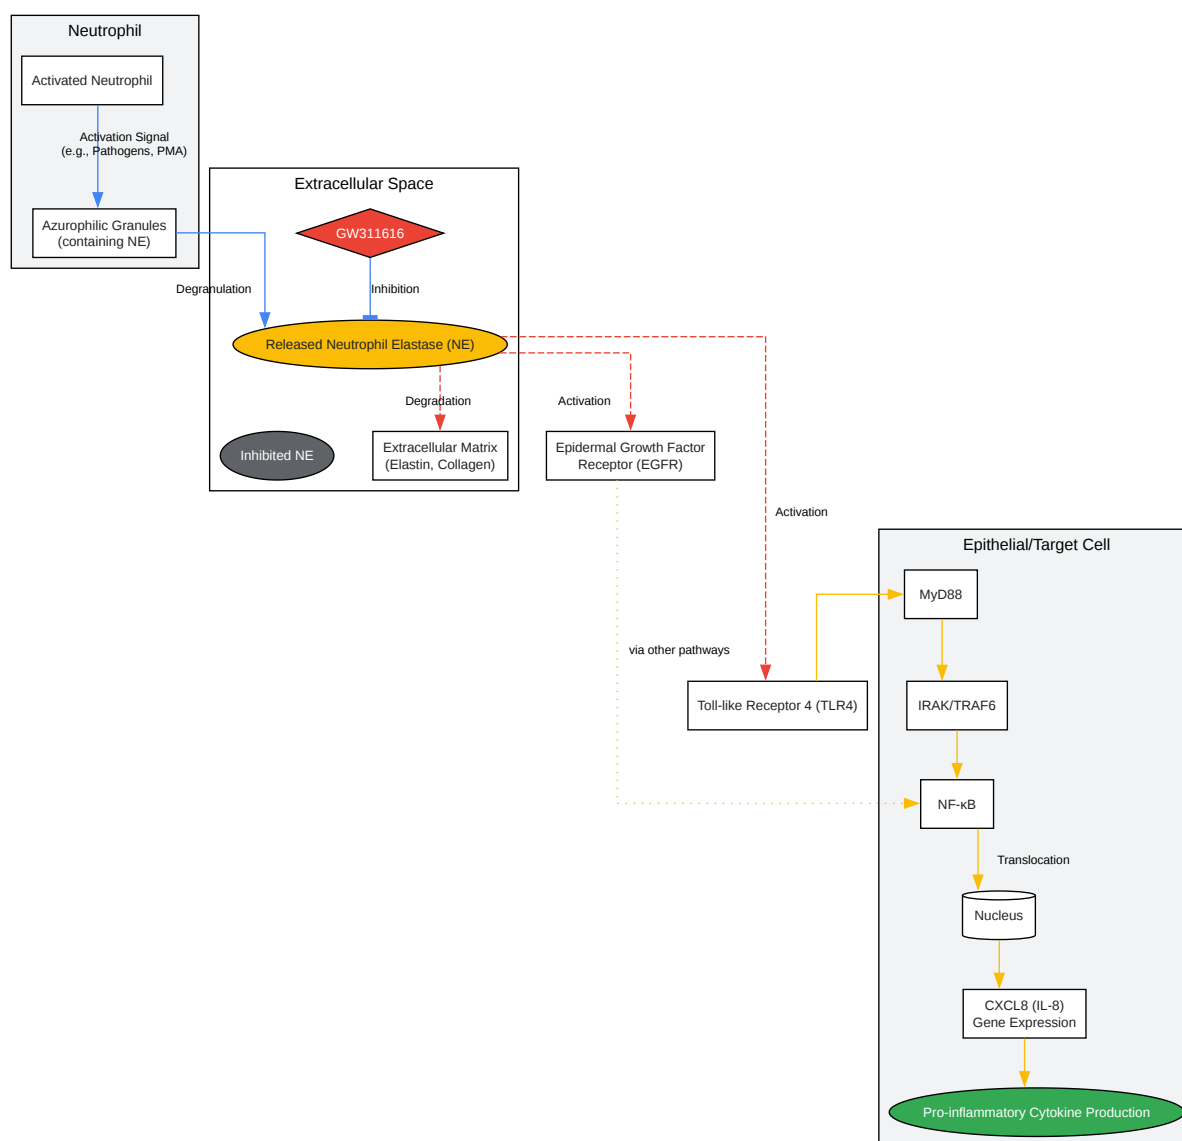 Neutrophil
Activated Neutrophil
Activation Signal
(e.g., Pathogens, PMA)
Azurophilic Granules
(containing NE)
Extracellular Space
GW311616
Degranulation
Inhibition
Released Neutrophil Elastase (NE)
Degradation
Activation
Inhibited NE
Extracellular Matrix
(Elastin, Collagen)
Epidermal Growth Factor
Receptor (EGFR)
Activation
Epithelial/Target Cell
MyD88
via other pathways
Toll-like Receptor 4 (TLR4)
IRAK/TRAF6
NF-κB
Translocation
Nucleus
CXCL8 (IL-8)
Gene Expression
Pro-inflammatory Cytokine Production